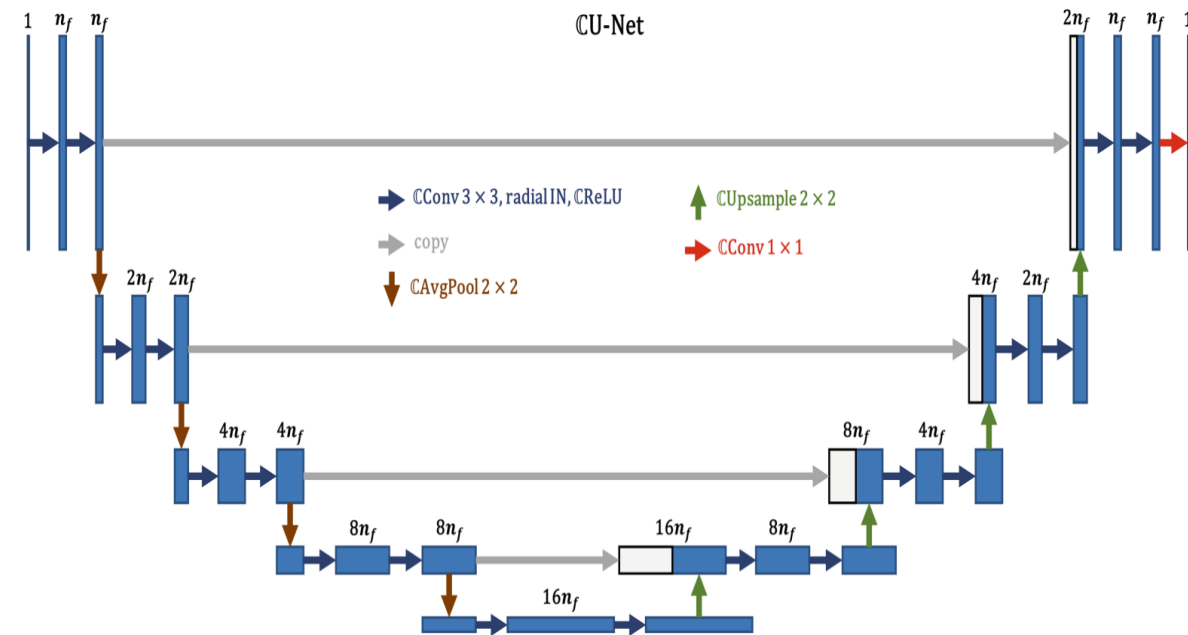 ℂU-Net
1 n_f n_f
2n_f n_f n_f 1
ℂConv 3 × 3, radial IN, ℂReLU
ℂUpsample 2 × 2
copy
ℂConv 1 × 1
ℂAvgPool 2 × 2
2n_f 2n_f
4n_f 2n_f
4n_f 4n_f
8n_f 4n_f
8n_f 8n_f
16n_f 8n_f
16n_f